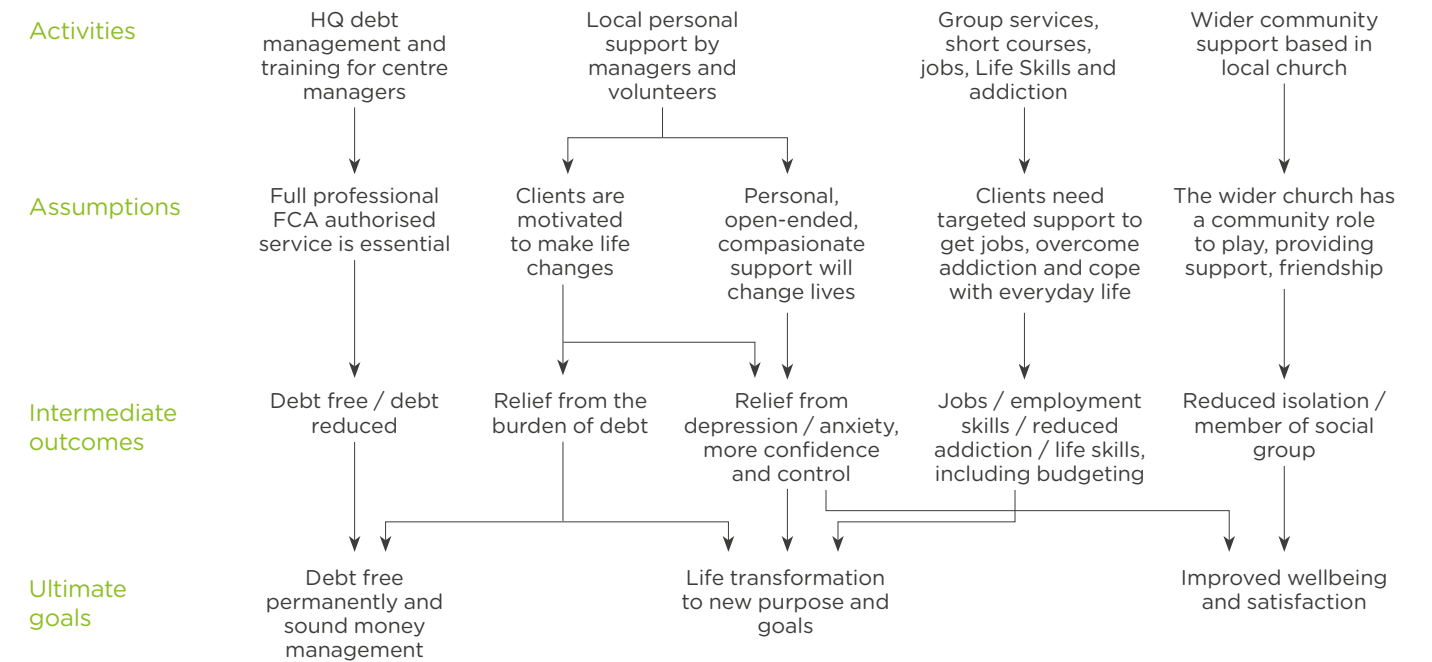 Activities
HQ debt
management and
training for centre
managers
Local personal
support by
managers and
volunteers
Group services,
short courses,
jobs, Life Skills and
addiction
Wider community
support based in
local church
Assumptions
Full professional
FCA authorised
service is essential
Clients are
motivated
to make life
changes
Personal,
open-ended,
compasionate
support will
change lives
Clients need
targeted support to
get jobs, overcome
addiction and cope
with everyday life
The wider church has
a community role
to play, providing
support, friendship
Intermediate
outcomes
Debt free / debt
reduced
Relief from the
burden of debt
Relief from
depression / anxiety,
more confidence
and control
Jobs / employment
skills / reduced
addiction / life skills,
including budgeting
Reduced isolation /
member of social
group
Ultimate
goals
Debt free
permanently and
sound money
management
Life transformation
to new purpose and
goals
Improved wellbeing
and satisfaction